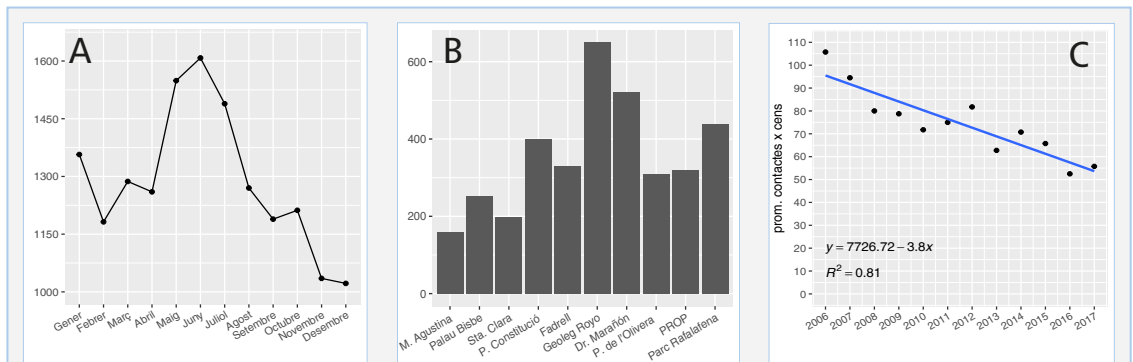 A
1600
1450
1300
1150
1000
Gener
Febrer
Març
Abril
Maig
Juny
Juliol
Agost
Setembre
Octubre
Novembre
Desembre
B
600
400
200
0
M. Agustina
Palau Bisbe
Sta. Clara
P. Constitució
Fadrell
Geoleg Royo
Dr. Marañón
P. de l'Olivera
PROP
Parc Rafalafena
C
prom. contactes x cens
110
100
90
80
70
60
50
40
30
20
10
0
y = 7726.72 − 3.8x
R² = 0.81
2006
2007
2008
2009
2010
2011
2012
2013
2014
2015
2016
2017